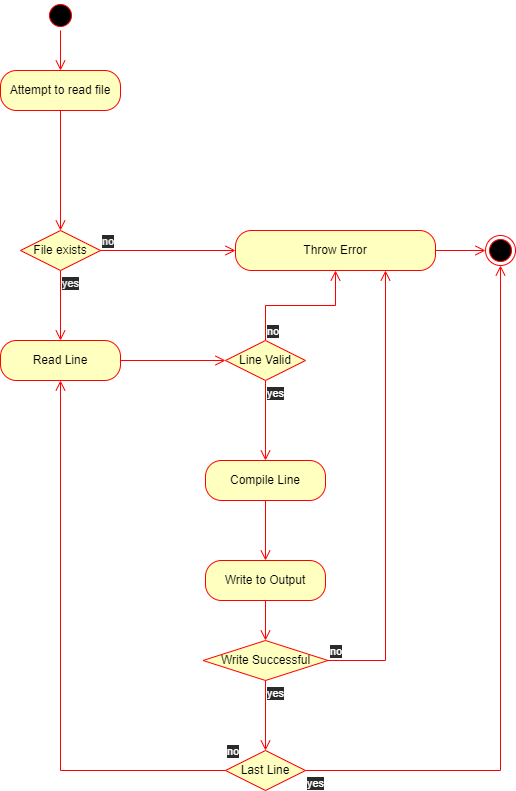 Attempt to read file
File exists
no
Throw Error
yes
no
Read Line
Line Valid
yes
Compile Line
Write to Output
Write Successful
no
yes
no
Last Line
yes